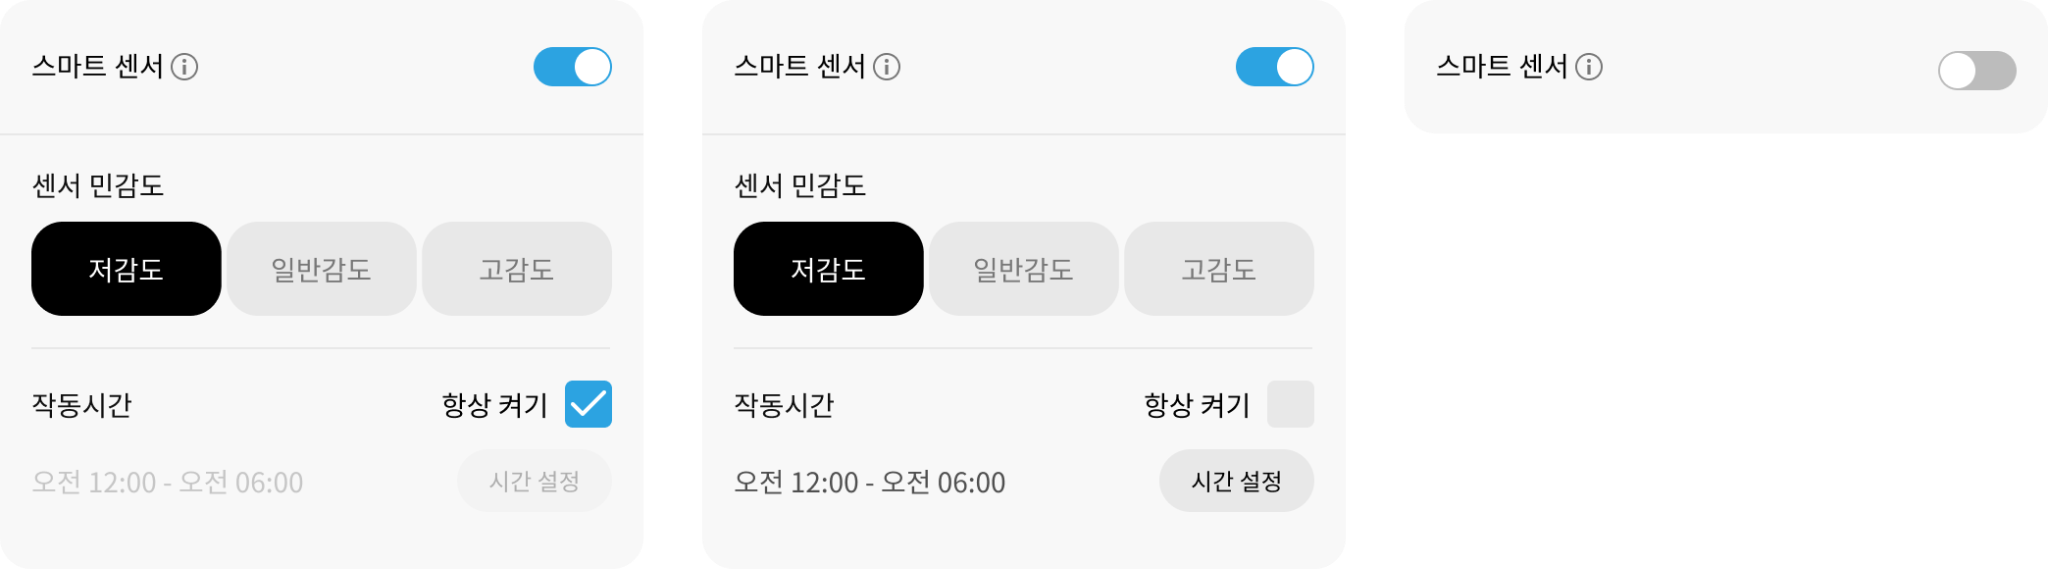 스마트 센서
센서 민감도
저감도 일반감도 고감도
작동시간 항상 켜기
오전 12:00 - 오전 06:00 시간 설정
스마트 센서
센서 민감도
저감도 일반감도 고감도
작동시간 항상 켜기
오전 12:00 - 오전 06:00 시간 설정
스마트 센서